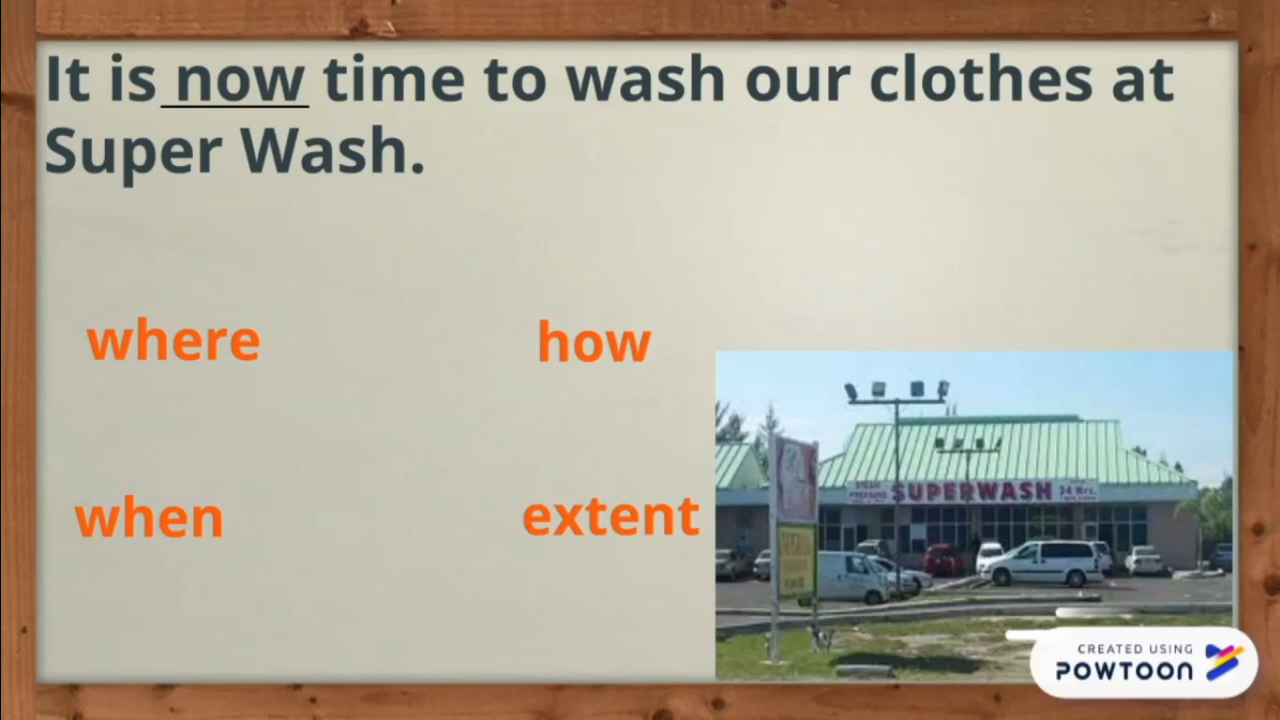 It is now time to wash our clothes at
Super Wash.
where
how
when
extent
SUPERWASH
24 Hrs.
CREATED USING
POWTOON